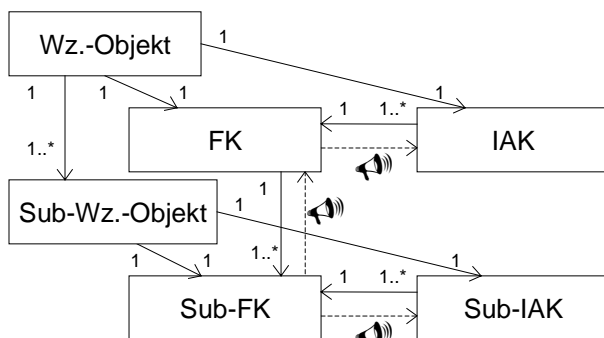 Wz.-Objekt
1
1 1 1 1
1 1..*
FK IAK
1..*
1
Sub-Wz.-Objekt
1
1..*
1 1 1
1 1..*
Sub-FK Sub-IAK